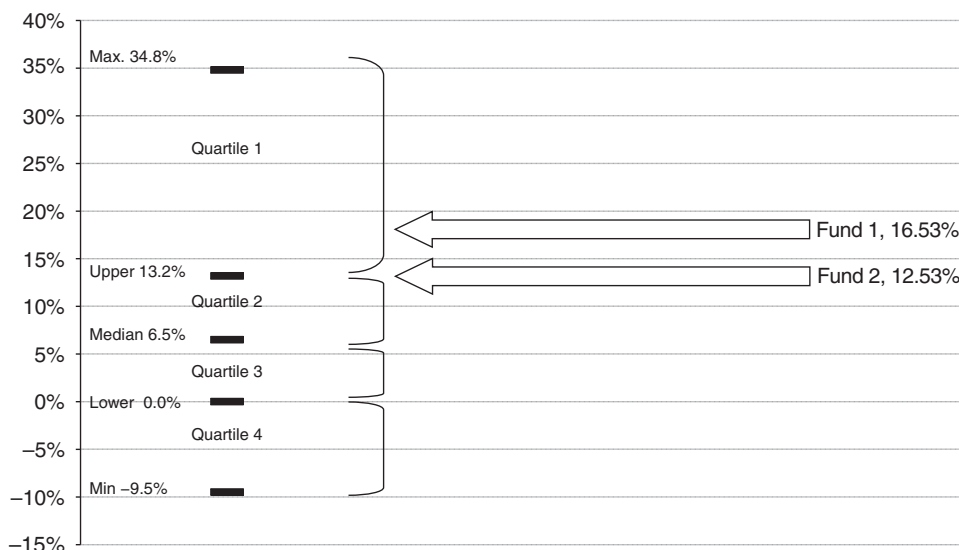 40%
Max. 34.8%
35%
30%
Quartile 1
25%
20%
Fund 1, 16.53%
15%
Upper 13.2%
Fund 2, 12.53%
Quartile 2
10%
Median 6.5%
5%
Quartile 3
0%
Lower 0.0%
Quartile 4
–5%
Min –9.5%
–10%
–15%